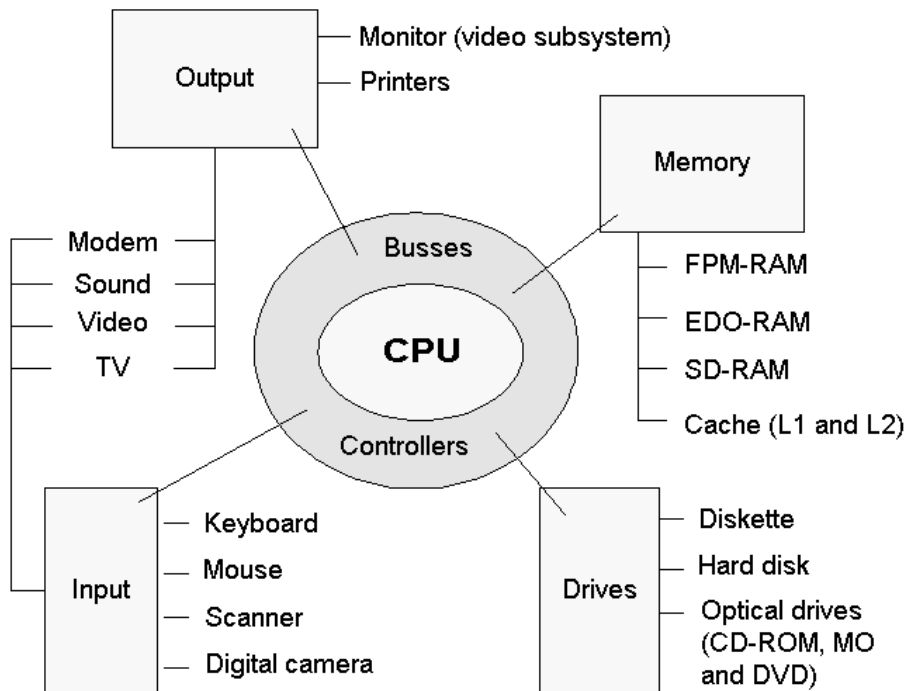 Output
Monitor (video subsystem)
Printers
Memory
FPM-RAM
EDO-RAM
SD-RAM
Cache (L1 and L2)
Modem
Sound
Video
TV
Busses
CPU
Controllers
Input
Keyboard
Mouse
Scanner
Digital camera
Drives
Diskette
Hard disk
Optical drives
(CD-ROM, MO
and DVD)